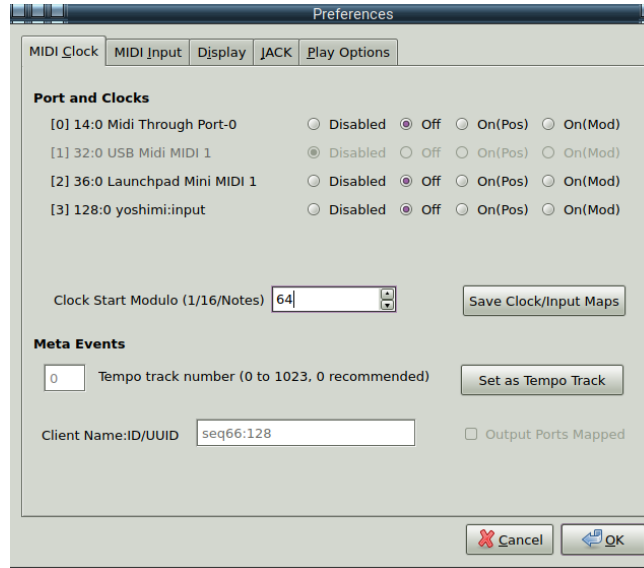 Preferences
MIDI Clock MIDI Input Display JACK Play Options
Port and Clocks
[0] 14:0 Midi Through Port-0 Disabled Off On(Pos) On(Mod)
[1] 32:0 USB Midi MIDI 1 Disabled Off On(Pos) On(Mod)
[2] 36:0 Launchpad Mini MIDI 1 Disabled Off On(Pos) On(Mod)
[3] 128:0 yoshimi:input Disabled Off On(Pos) On(Mod)
Clock Start Modulo (1/16/Notes) 64 Save Clock/Input Maps
Meta Events
0 Tempo track number (0 to 1023, 0 recommended) Set as Tempo Track
Client Name:ID/UUID seq66:128 Output Ports Mapped
Cancel OK